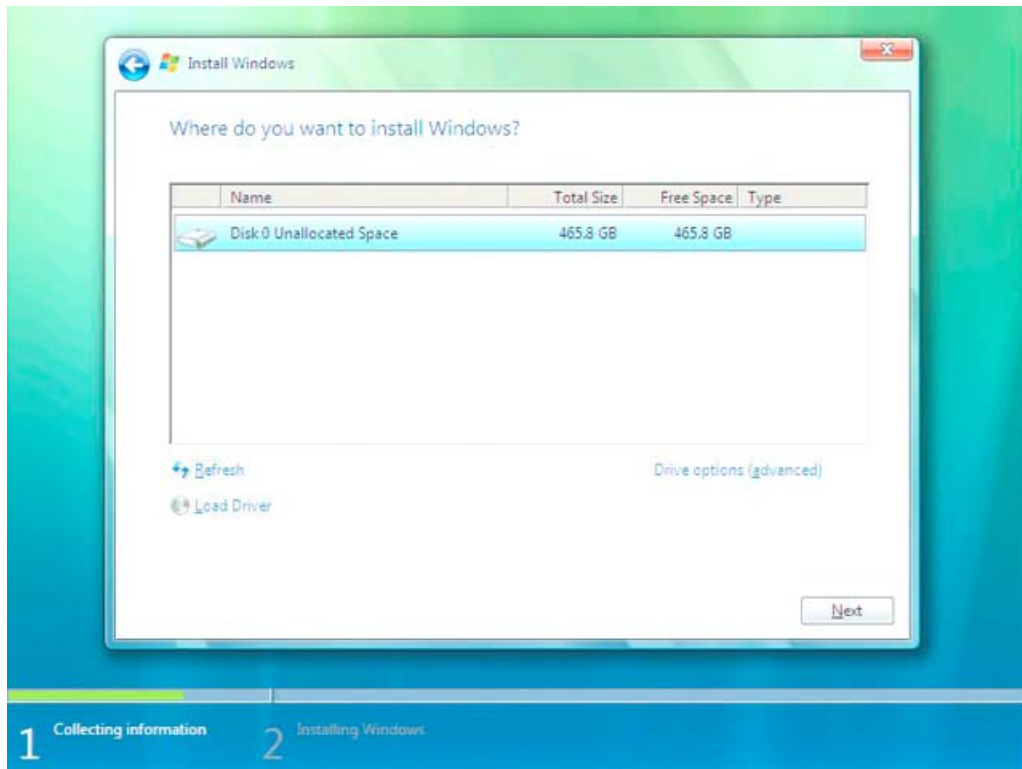 Install Windows
Where do you want to install Windows?
Name Total Size Free Space Type
Disk 0 Unallocated Space 465.8 GB 465.8 GB
Refresh Drive options (advanced)
Load Driver
Next
1 Collecting information 2 Installing Windows